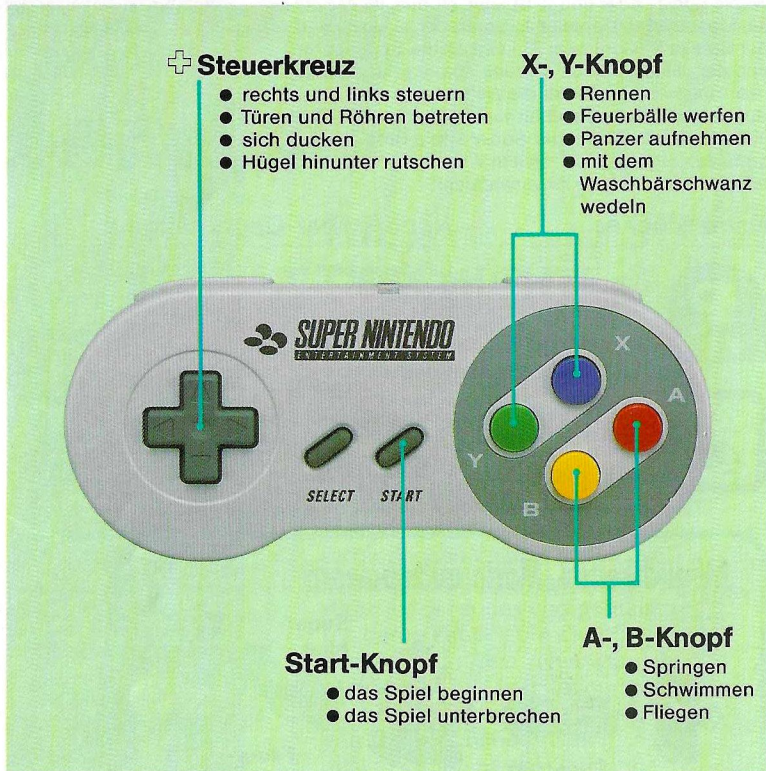 Steuerkreuz
● rechts und links steuern
● Türen und Röhren betreten
● sich ducken
● Hügel hinunter rutschen
X-, Y-Knopf
● Rennen
● Feuerbälle werfen
● Panzer aufnehmen
● mit dem
Waschbärschwanz
wedeln
SUPER NINTENDO
ENTERTAINMENT SYSTEM
X
A
Y
B
SELECT START
Start-Knopf
● das Spiel beginnen
● das Spiel unterbrechen
A-, B-Knopf
● Springen
● Schwimmen
● Fliegen